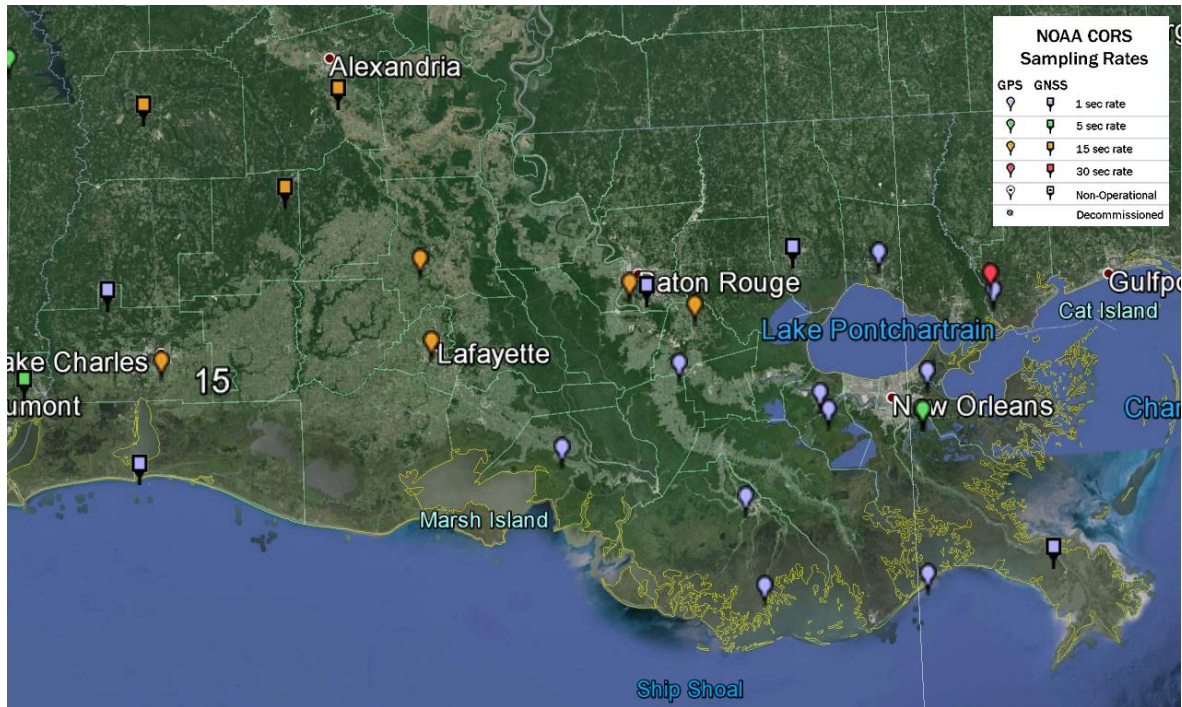 NOAA CORS
Sampling Rates
GPS GNSS
1 sec rate
5 sec rate
15 sec rate
30 sec rate
Non-Operational
Decommissioned
Alexandria
Baton Rouge
Gulfpo
Cat Island
Lake Pontchartrain
Lafayette
ake Charles
15
umont
New Orleans
Chan
Marsh Island
Ship Shoal